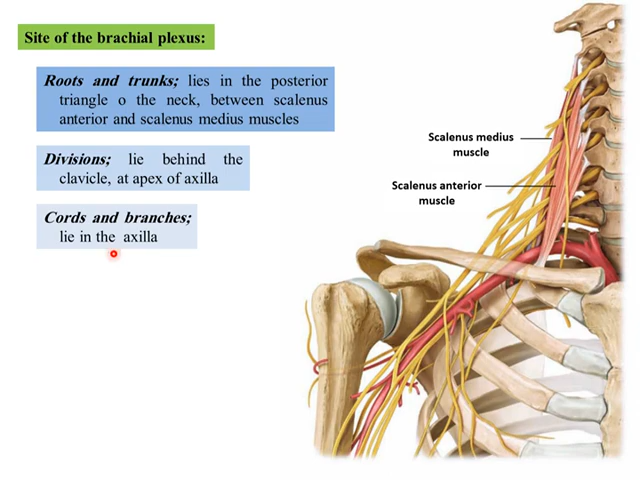 Site of the brachial plexus:
Roots and trunks; lies in the posterior
triangle o the neck, between scalenus
anterior and scalenus medius muscles
Divisions; lie behind the
clavicle, at apex of axilla
Cords and branches;
lie in the axilla
Scalenus medius
muscle
Scalenus anterior
muscle